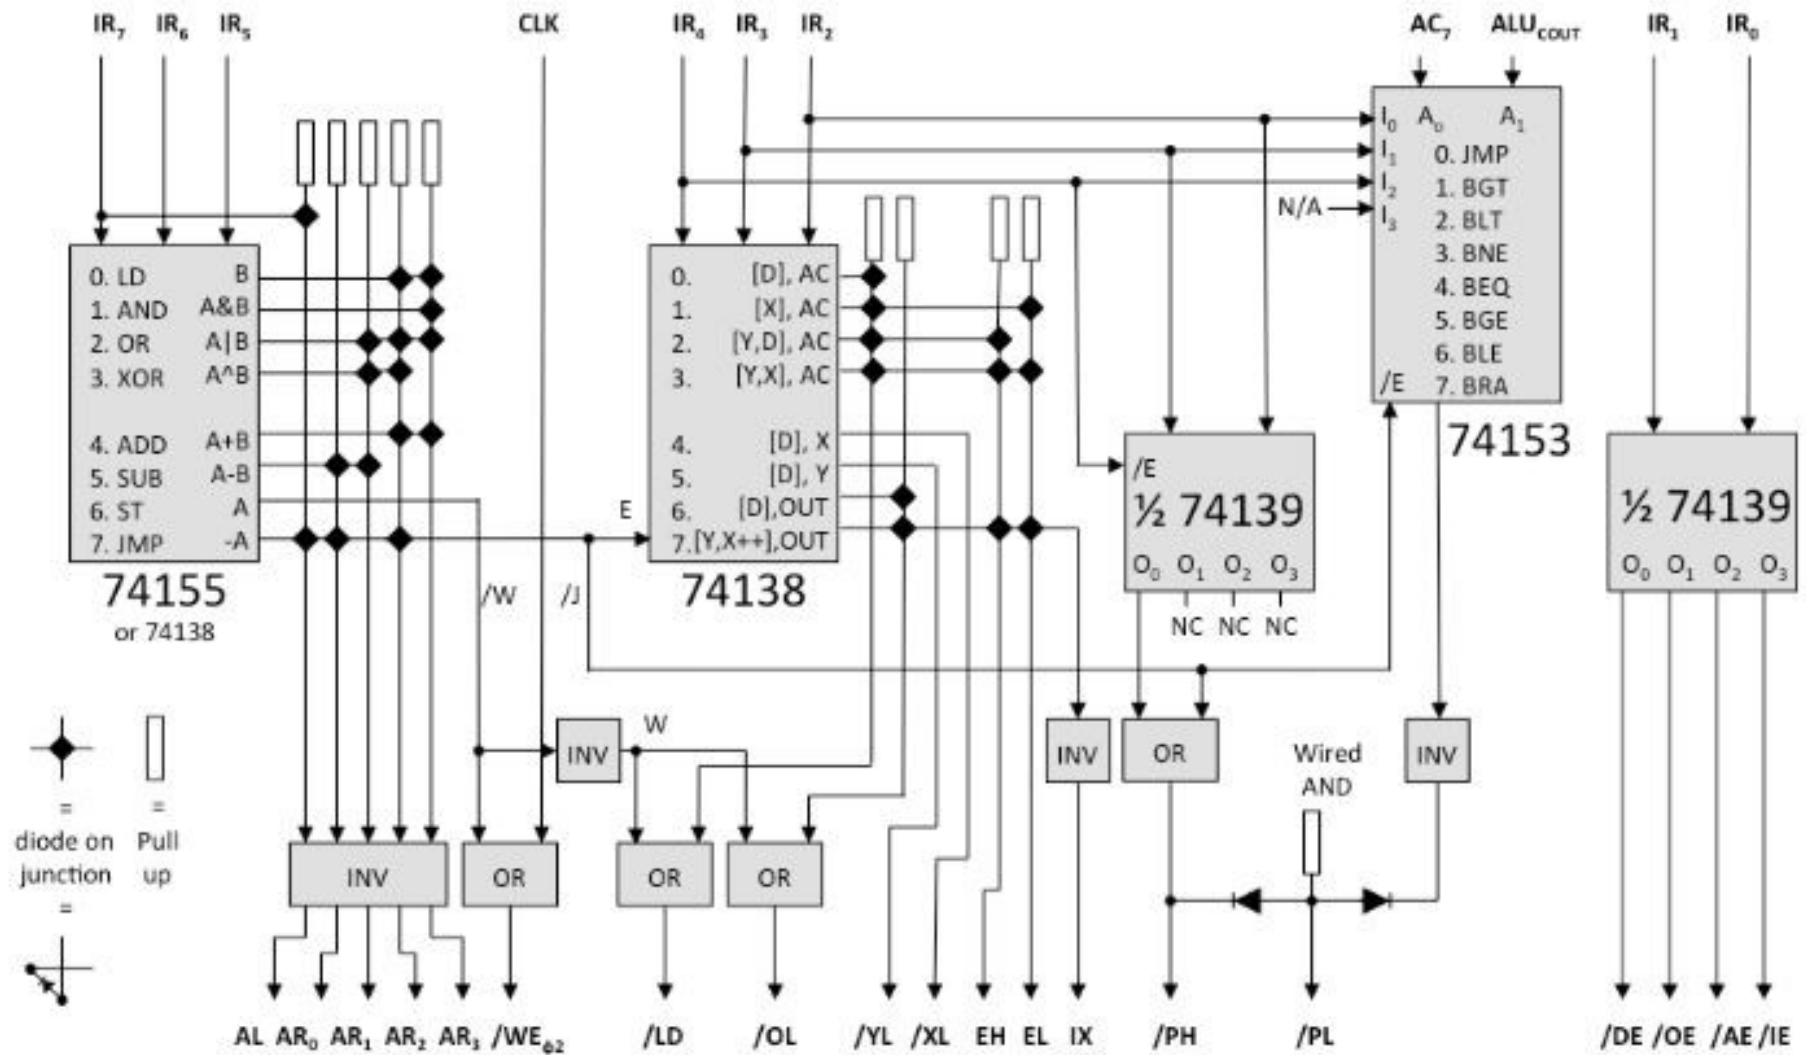 IR₇ IR₆ IR₅ CLK IR₄ IR₃ IR₂ AC₇ ALU_COUT IR₁ IR₀
0. LD B
1. AND A&B
2. OR A|B
3. XOR A^B
4. ADD A+B
5. SUB A-B
6. ST A
7. JMP -A
74155
or 74138
E
/W
/J
0. [D], AC
1. [X], AC
2. [Y,D], AC
3. [Y,X], AC
4. [D], X
5. [D], Y
6. [D],OUT
7.[Y,X++],OUT
74138
N/A
I₀ A₀ A₁
I₁
I₂
I₃
0. JMP
1. BGT
2. BLT
3. BNE
4. BEQ
5. BGE
6. BLE
/E 7. BRA
74153
/E
½ 74139
O₀ O₁ O₂ O₃
NC NC NC
½ 74139
O₀ O₁ O₂ O₃
INV
W
INV
OR
Wired
AND
INV
=
diode on
junction
=
=
Pull
up
INV
OR
OR
OR
AL AR₀ AR₁ AR₂ AR₃ /WE_ϕ2 /LD /OL /YL /XL EH EL IX /PH /PL /DE /OE /AE /IE